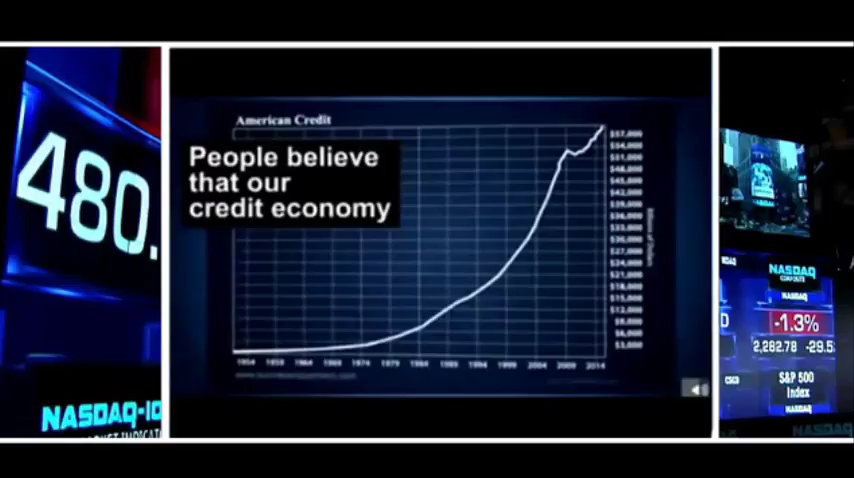 480.
NASDAQ-10
American Credit
People believe
that our
credit economy
$57,000
$54,000
$51,000
$48,000
$45,000
$42,000
$39,000
$36,000
$33,000
$30,000
$27,000
$24,000
$21,000
$18,000
$15,000
$12,000
$9,000
$6,000
$3,000
Billions of Dollars
1954 1959 1964 1969 1974 1979 1984 1989 1994 1999 2004 2009 2014
NASDAQ
COMPOSITE
NASDAQ
-1.3%
2,282.78 -29.5
CSCO
S&P 500
Index
NASDAQ
NASDAQ